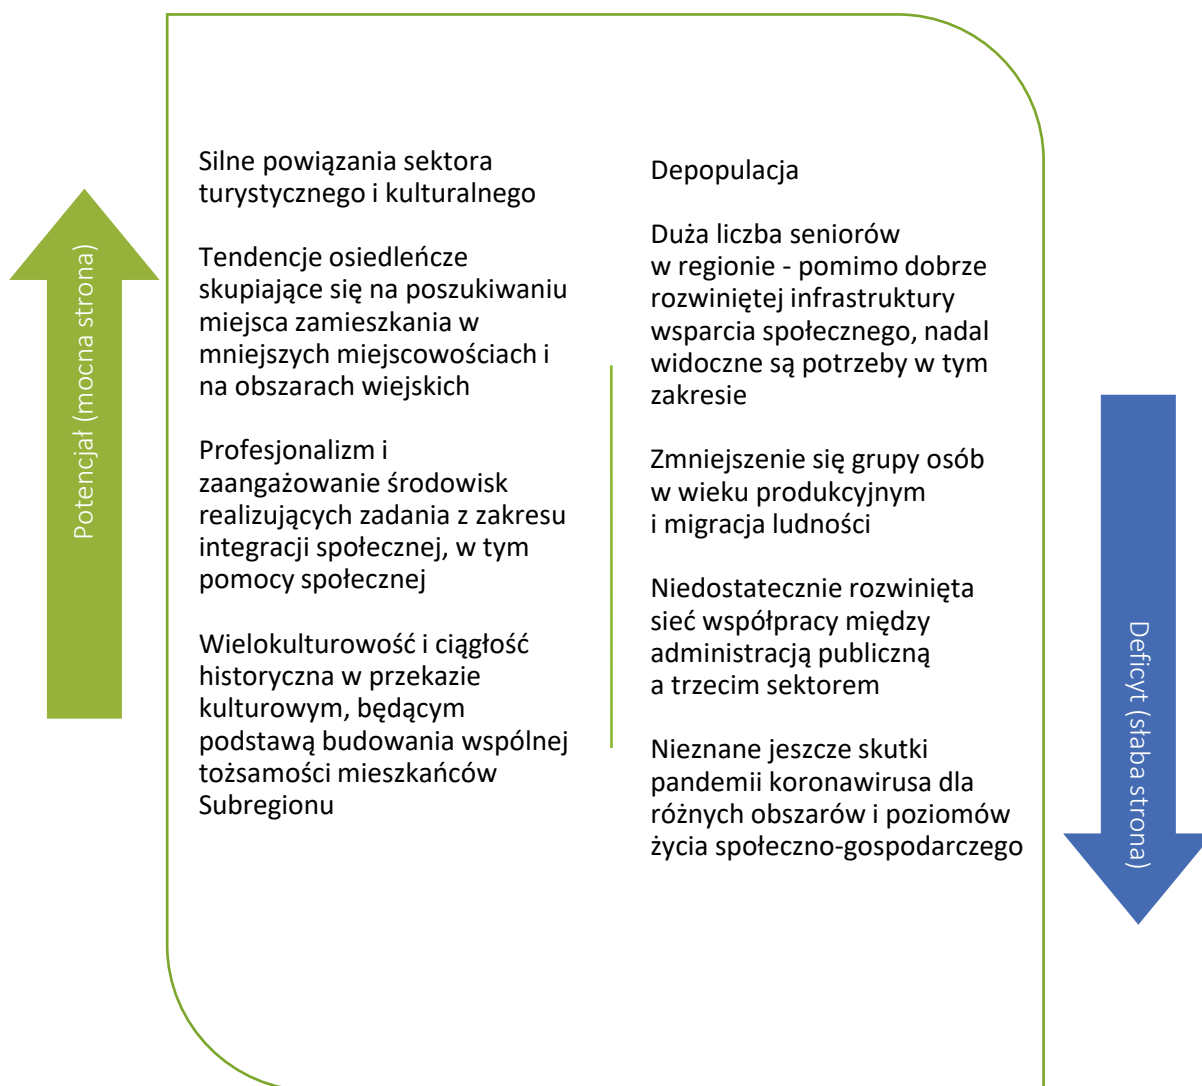 Potencjał (mocna strona)
Silne powiązania sektora
turystycznego i kulturalnego
Tendencje osiedleńcze
skupiające się na poszukiwaniu
miejsca zamieszkania w
mniejszych miejscowościach i
na obszarach wiejskich
Profesjonalizm i
zaangażowanie środowisk
realizujących zadania z zakresu
integracji społecznej, w tym
pomocy społecznej
Wielokulturowość i ciągłość
historyczna w przekazie
kulturowym, będącym
podstawą budowania wspólnej
tożsamości mieszkańców
Subregionu
Depopulacja
Duża liczba seniorów
w regionie - pomimo dobrze
rozwiniętej infrastruktury
wsparcia społecznego, nadal
widoczne są potrzeby w tym
zakresie
Zmniejszenie się grupy osób
w wieku produkcyjnym
i migracja ludności
Niedostatecznie rozwinięta
sieć współpracy między
administracją publiczną
a trzecim sektorem
Nieznane jeszcze skutki
pandemii koronawirusa dla
różnych obszarów i poziomów
życia społeczno-gospodarczego
Deficyt (słaba strona)